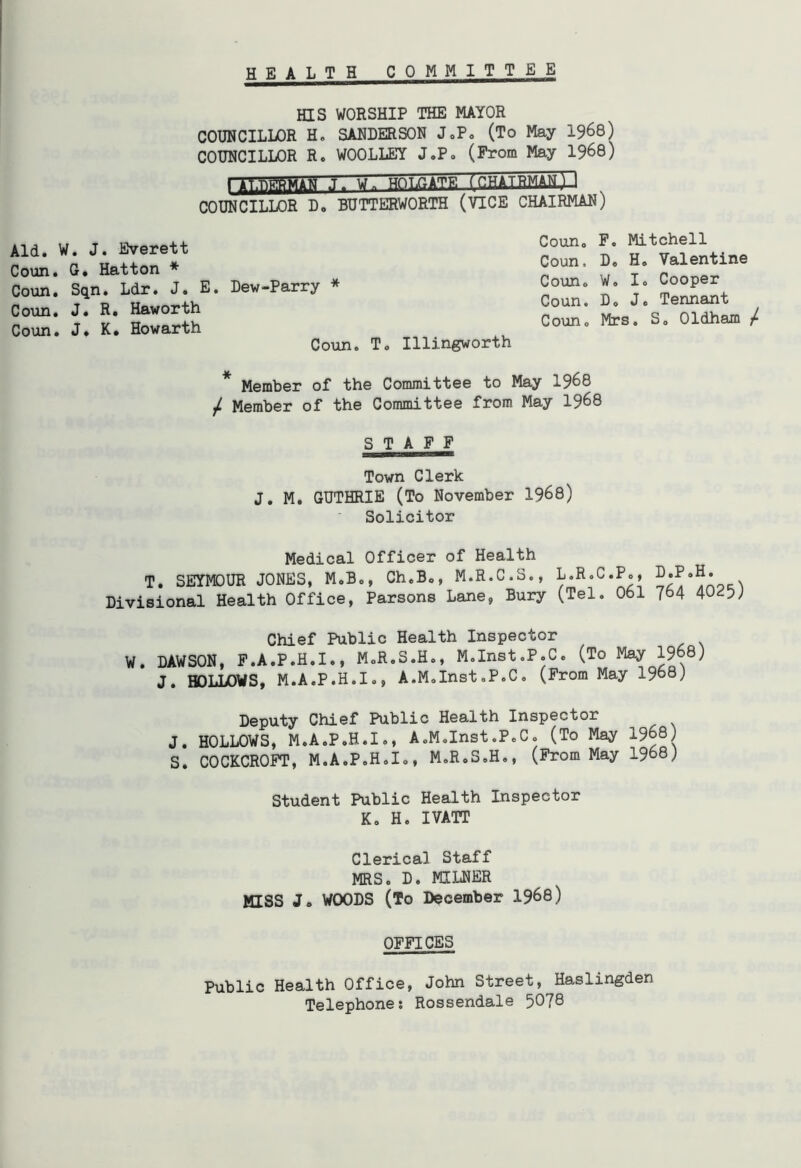 HEALTH COMMITTEE
HIS WORSHIP THE MAYOR
COUNCILLOR H. SANDERSON J.P. (To May 1968)
COUNCILLOR R. WOOLLEY J.P. (From May 1968)
ALDERMAN J. W. HOLGATE (CHAIRMAN)
COUNCILLOR D. BUTTERWORTH (VICE CHAIRMAN)
Ald. W. J. Everett
Coun. G. Hatton *
Coun. Sqn. Ldr. J. E. Dew-Parry *
Coun. J. R. Haworth
Coun. J. K. Howarth
Coun. F. Mitchell
Coun. D. H. Valentine
Coun. W. I. Cooper
Coun. D. J. Tennant
Coun. Mrs. S. Oldham ⁄
Coun. T. Illingworth
* Member of the Committee to May 1968
⁄ Member of the Committee from May 1968
STAFF
Town Clerk
J. M. GUTHRIE (To November 1968)
Solicitor
Medical Officer of Health
T. SEYMOUR JONES, M.B., Ch.B., M.R.C.S., L.R.C.P., D.P.H.
Divisional Health Office, Parsons Lane, Bury (Tel. 061 764 4025)
Chief Public Health Inspector
W. DAWSON, F.A.P.H.I., M.R.S.H., M.Inst.P.C. (To May 1968)
J. HOLLOWS, M.A.P.H.I., A.M.Inst.P.C. (From May 1968)
Deputy Chief Public Health Inspector
J. HOLLOWS, M.A.P.H.I., A.M.Inst.P.C. (To May 1968)
S. COCKCROFT, M.A.P.H.I., M.R.S.H., (From May 1968)
Student Public Health Inspector
K. H. IVATT
Clerical Staff
MRS. D. MILNER
MISS J. WOODS (To December 1968)
OFFICES
Public Health Office, John Street, Haslingden
Telephone: Rossendale 5078